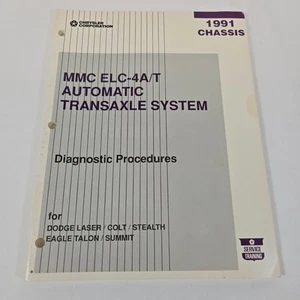 CHRYSLER
CORPORATION
1991
CHASSIS
MMC ELC-4A/T
AUTOMATIC
TRANSAXLE SYSTEM
Diagnostic Procedures
for
DODGE LASER / COLT / STEALTH
EAGLE TALON / SUMMIT
SERVICE
TRAINING